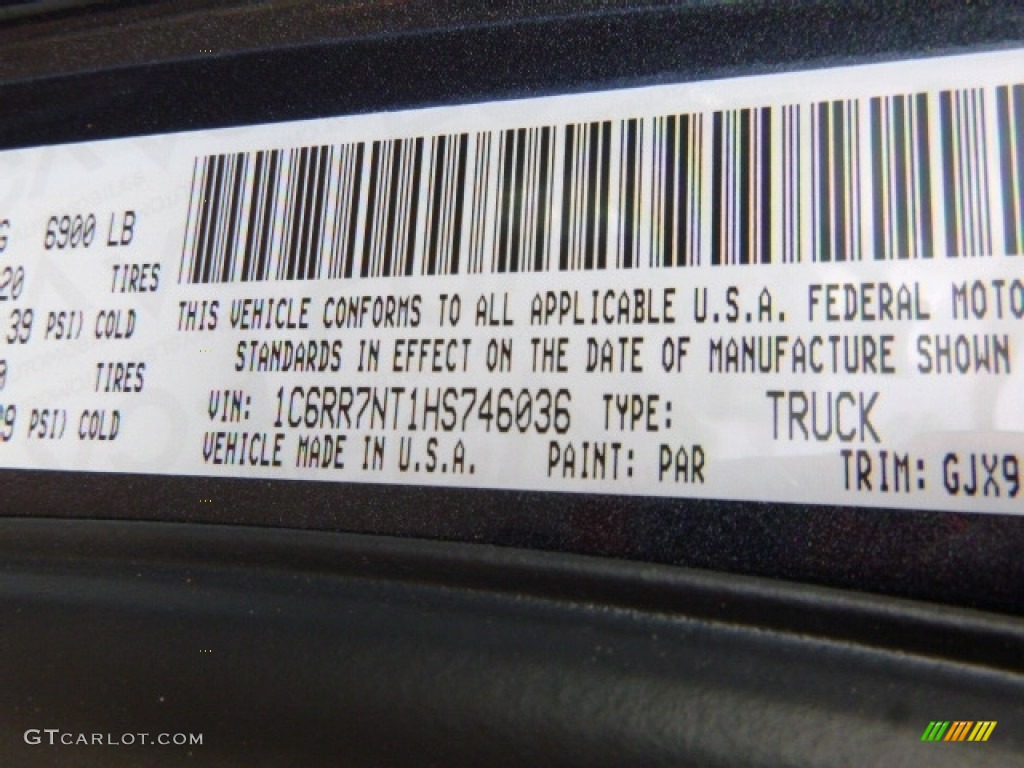 G 6900 LB
20 TIRES
39 PSI) COLD
TIRES
39 PSI) COLD
THIS VEHICLE CONFORMS TO ALL APPLICABLE U.S.A. FEDERAL MOTO
STANDARDS IN EFFECT ON THE DATE OF MANUFACTURE SHOWN
VIN: 1C6RR7NT1HS746036 TYPE: TRUCK
VEHICLE MADE IN U.S.A. PAINT: PAR TRIM: GJX9
GTCARLOT.COM